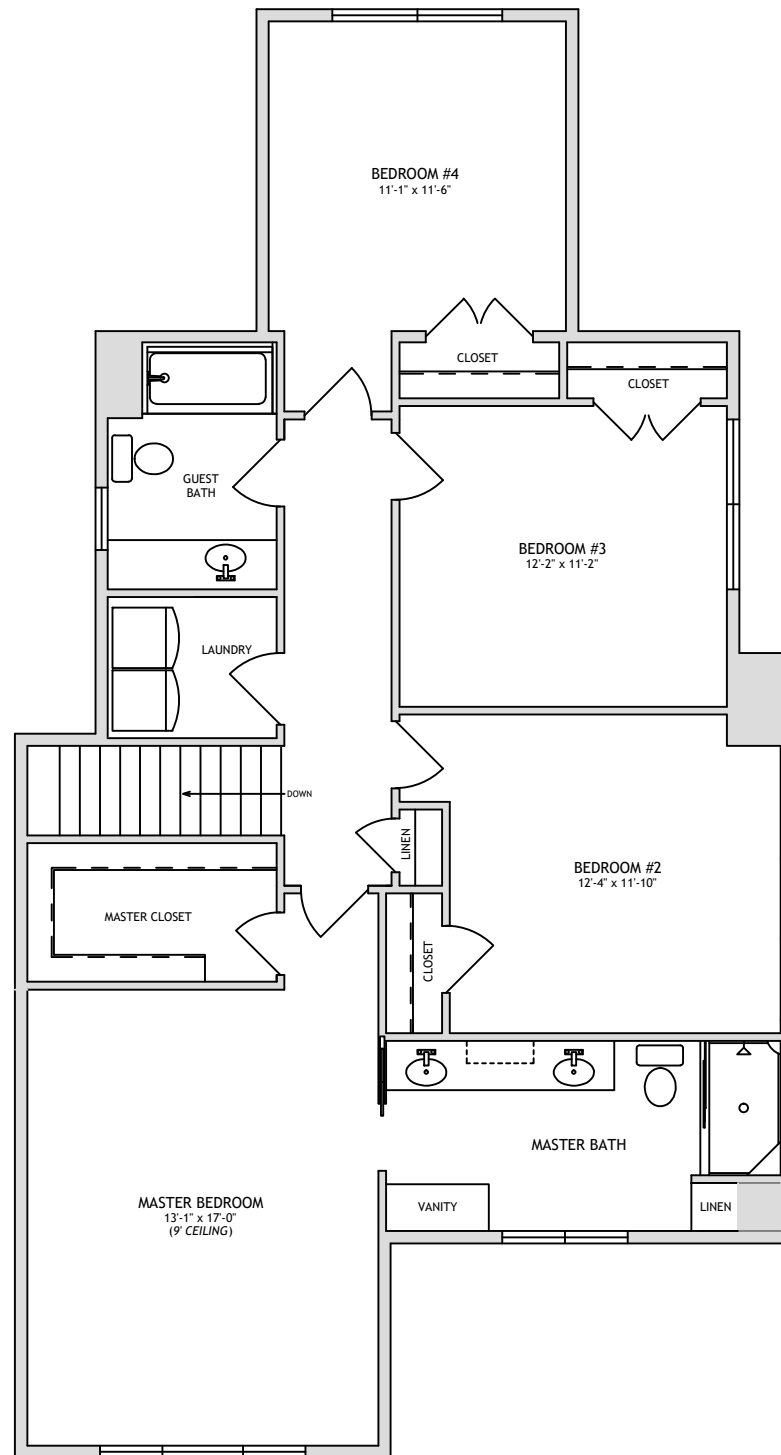 BEDROOM #4
11'-1" x 11'-6"
CLOSET
CLOSET
GUEST
BATH
BEDROOM #3
12'-2" x 11'-2"
LAUNDRY
DOWN
LINEN
BEDROOM #2
12'-4" x 11'-10"
MASTER CLOSET
CLOSET
MASTER BATH
MASTER BEDROOM
13'-1" x 17'-0"
(9' CEILING)
VANITY
LINEN